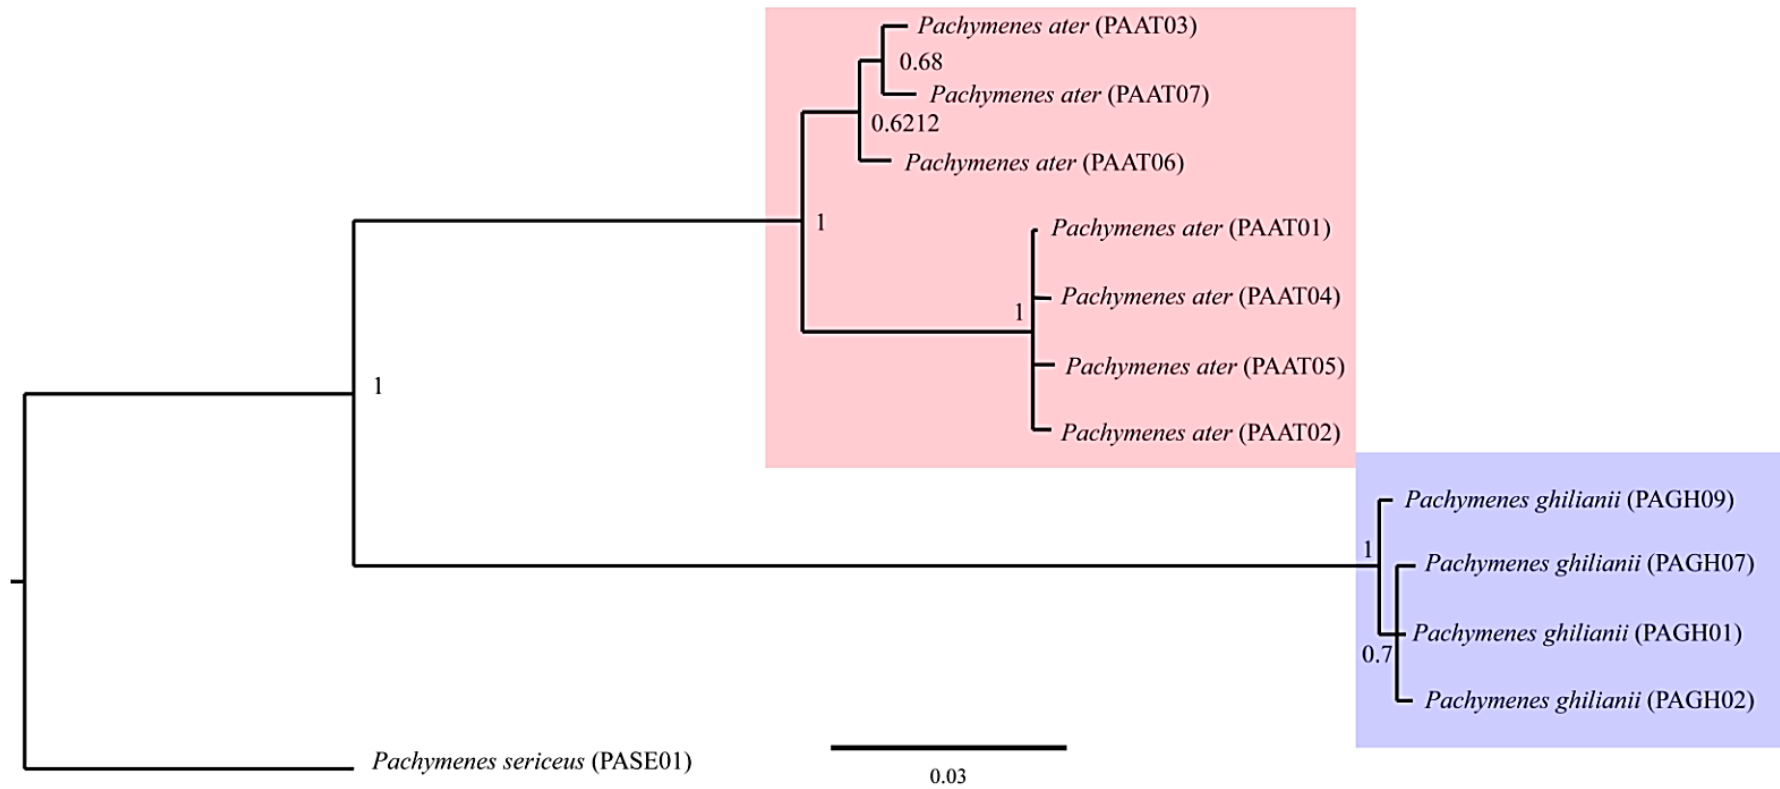 Pachymenes ater (PAAT03)
0.68
Pachymenes ater (PAAT07)
0.6212
Pachymenes ater (PAAT06)
1
Pachymenes ater (PAAT01)
Pachymenes ater (PAAT04)
1
Pachymenes ater (PAAT05)
1
Pachymenes ater (PAAT02)
Pachymenes ghilianii (PAGH09)
1
Pachymenes ghilianii (PAGH07)
Pachymenes ghilianii (PAGH01)
0.7
Pachymenes ghilianii (PAGH02)
Pachymenes sericeus (PASE01)
0.03